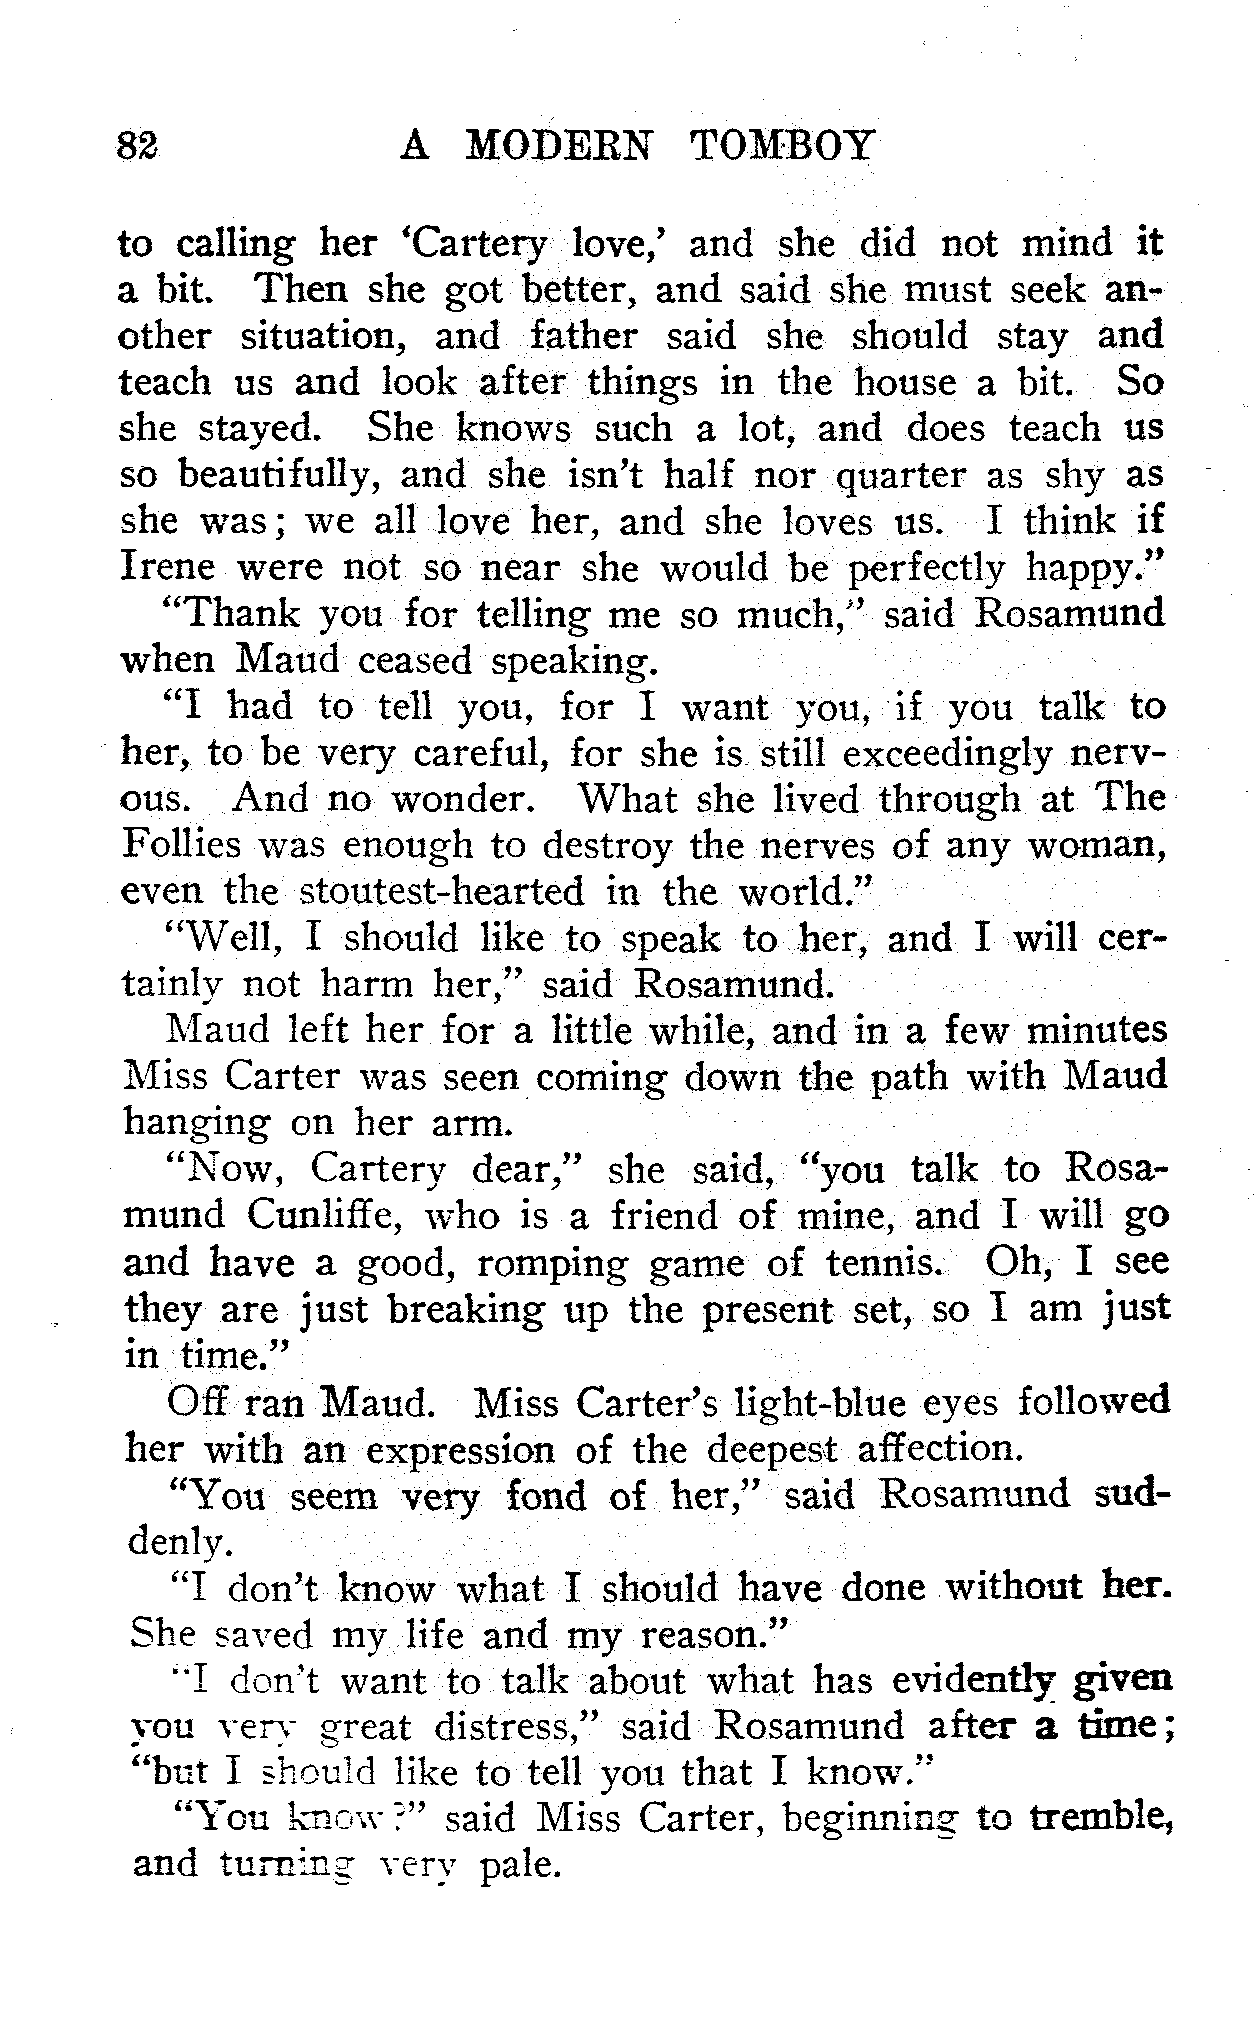 82 A MODERN TOMBOY
to calling her ‘Cartery love,’ and she did not mind it
a bit. Then she got better, and said she must seek an-
other situation, and father said she should stay and
teach us and look after things in the house a bit. So
she stayed. She knows such a lot, and does teach us
so beautifully, and she isn’t half nor quarter as shy as
she was; we all love her, and she loves us. I think if
Irene were not so near she would be perfectly happy.”
“Thank you for telling me so much,” said Rosamund
when Maud ceased speaking.
“I had to tell you, for I want you, if you talk to
her, to be very careful, for she is still exceedingly nerv-
ous. And no wonder. What she lived through at The
Follies was enough to destroy the nerves of any woman,
even the stoutest-hearted in the world.”
“Well, I should like to speak to her, and I will cer-
tainly not harm her,” said Rosamund.
Maud left her for a little while, and in a few minutes
Miss Carter was seen coming down the path with Maud
hanging on her arm.
“Now, Cartery dear,” she said, “you talk to Rosa-
mund Cunliffe, who is a friend of mine, and I will go
and have a good, romping game of tennis. Oh, I see
they are just breaking up the present set, so I am just
in time.”
Off ran Maud. Miss Carter’s light-blue eyes followed
her with an expression of the deepest affection.
“You seem very fond of her,” said Rosamund sud-
denly.
“I don’t know what I should have done without her.
She saved my life and my reason.”
“I don’t want to talk about what has evidently given
you very great distress,” said Rosamund after a time;
“but I should like to tell you that I know.”
“You know?” said Miss Carter, beginning to tremble,
and turning very pale.